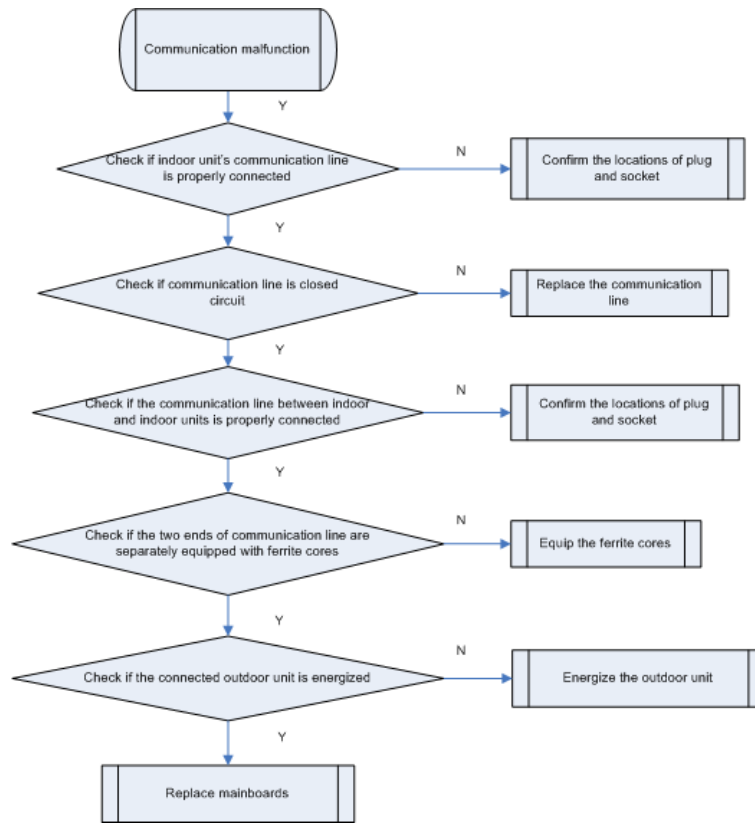 Communication malfunction
Y
Check if indoor unit's communication line
is properly connected
N
Confirm the locations of plug
and socket
Y
Check if communication line is closed
circuit
N
Replace the communication
line
Y
Check if the communication line between indoor
and indoor units is properly connected
N
Confirm the locations of plug
and socket
Y
Check if the two ends of communication line are
separately equipped with ferrite cores
N
Equip the ferrite cores
Y
Check if the connected outdoor unit is energized
N
Energize the outdoor unit
Y
Replace mainboards